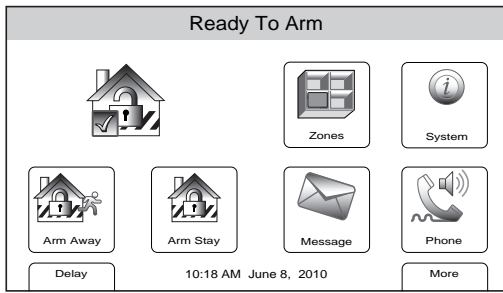 Ready To Arm
Zones
System
Arm Away
Arm Stay
Message
Phone
Delay
10:18 AM June 8, 2010
More